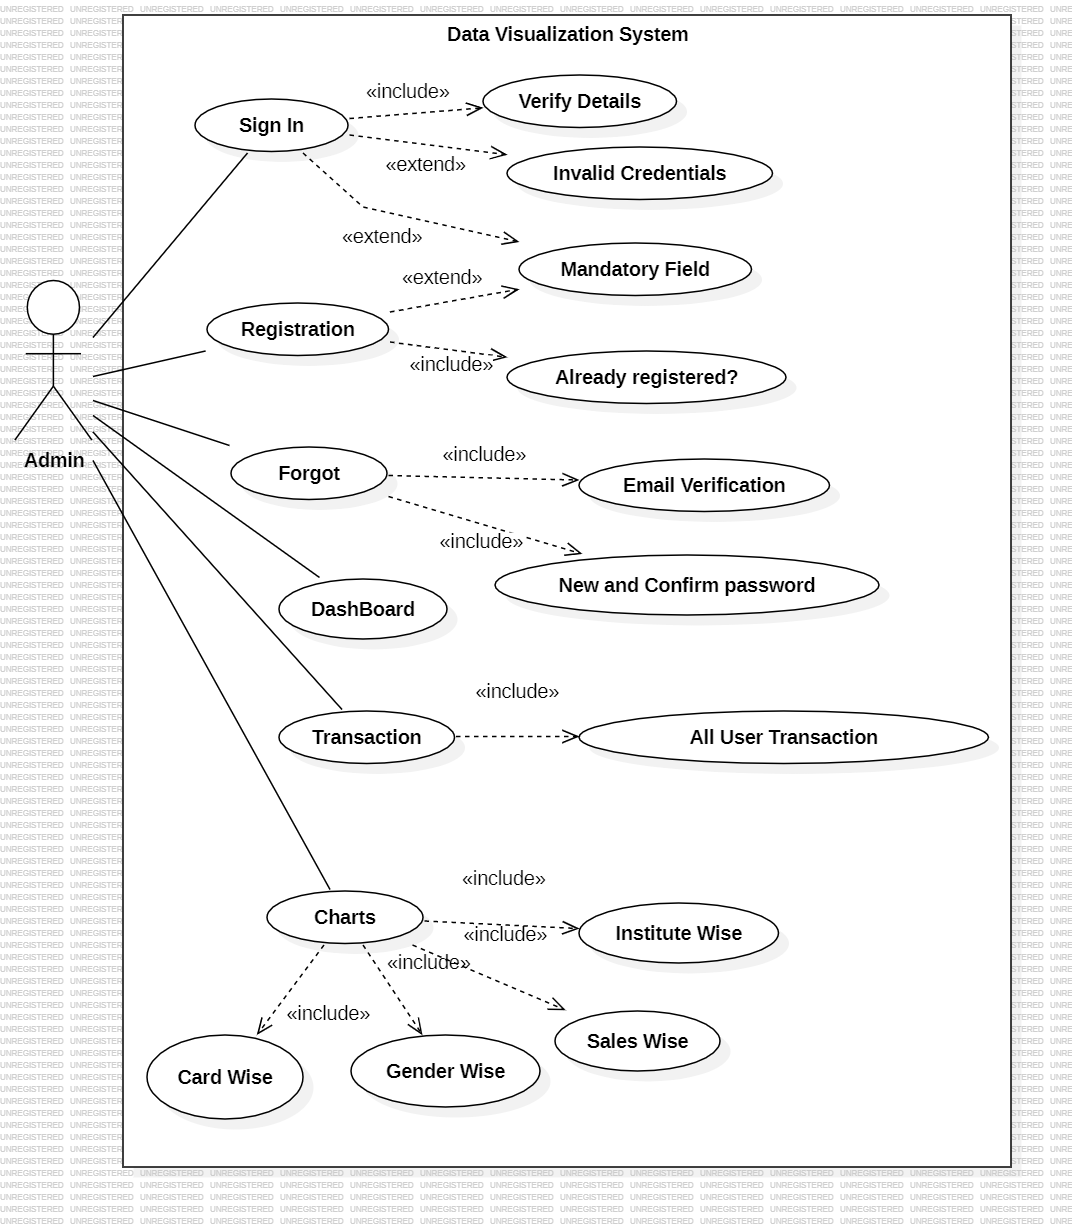 Data Visualization System
«include»
Verify Details
Sign In
«extend»
Invalid Credentials
«extend»
Mandatory Field
«extend»
Registration
«include»
Already registered?
Admin
«include»
Forgot
Email Verification
«include»
New and Confirm password
DashBoard
«include»
Transaction
All User Transaction
«include»
Charts
«include»
Institute Wise
«include»
«include»
Sales Wise
Card Wise
Gender Wise
UNREGISTERED